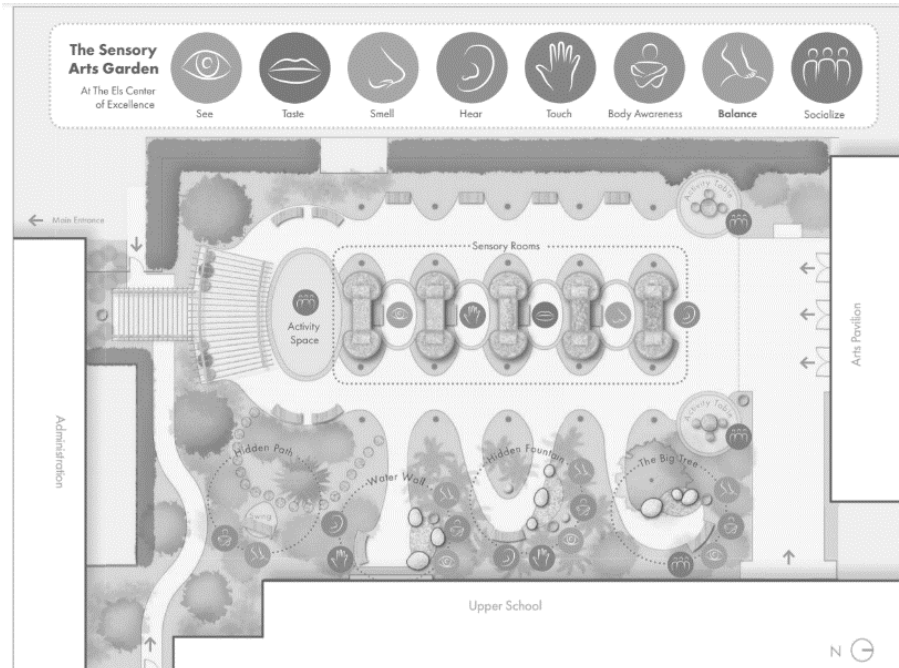 The Sensory
Arts Garden
At The Els Center
of Excellence
See
Taste
Smell
Hear
Touch
Body Awareness
Balance
Socialize
Main Entrance
Activity Table
Sensory Rooms
Activity
Space
Arts Pavilion
Administration
Activity Table
Hidden Path
Water Wall
Hidden Fountain
The Big Tree
Swing
Upper School
N